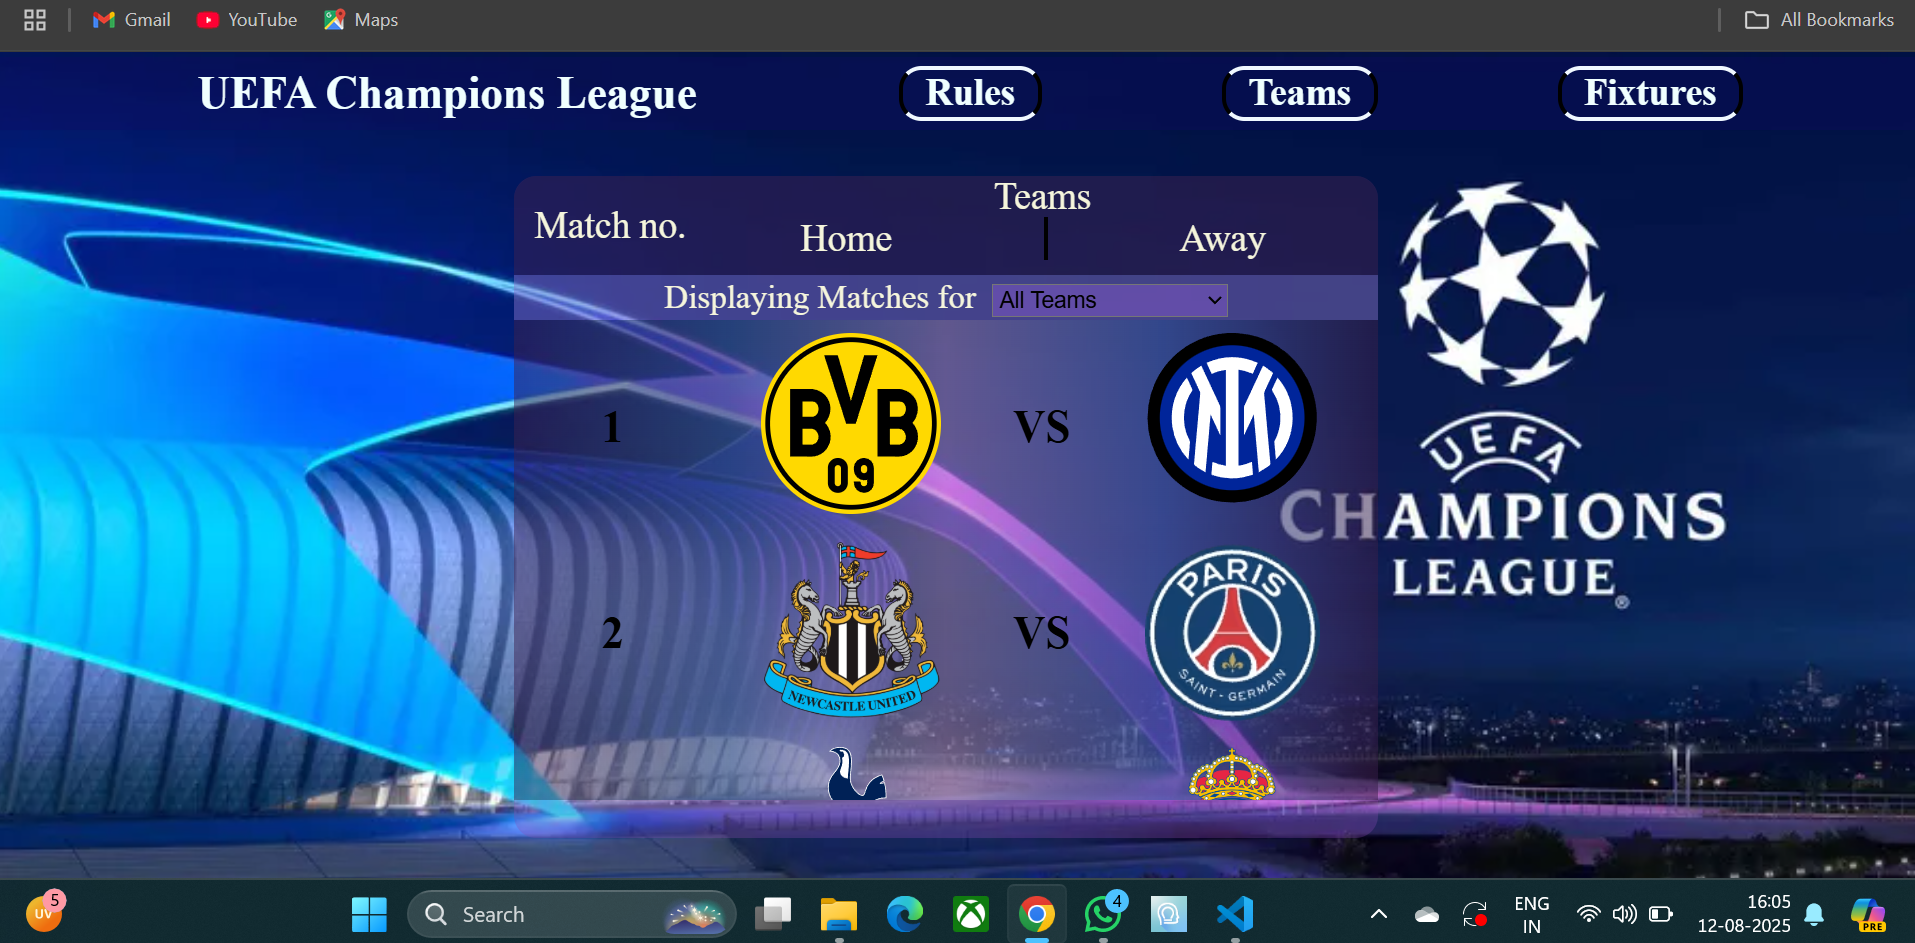 Gmail YouTube Maps All Bookmarks
UEFA Champions League Rules Teams Fixtures
Teams
Match no. Home Away
Displaying Matches for All Teams
1 BVB 09 VS IM
2 NEWCASTLE UNITED VS PARIS SAINT-GERMAIN
UEFA
CHAMPIONS
LEAGUE®
UV 5 Search 4 PRE
ENG 16:05
IN 12-08-2025